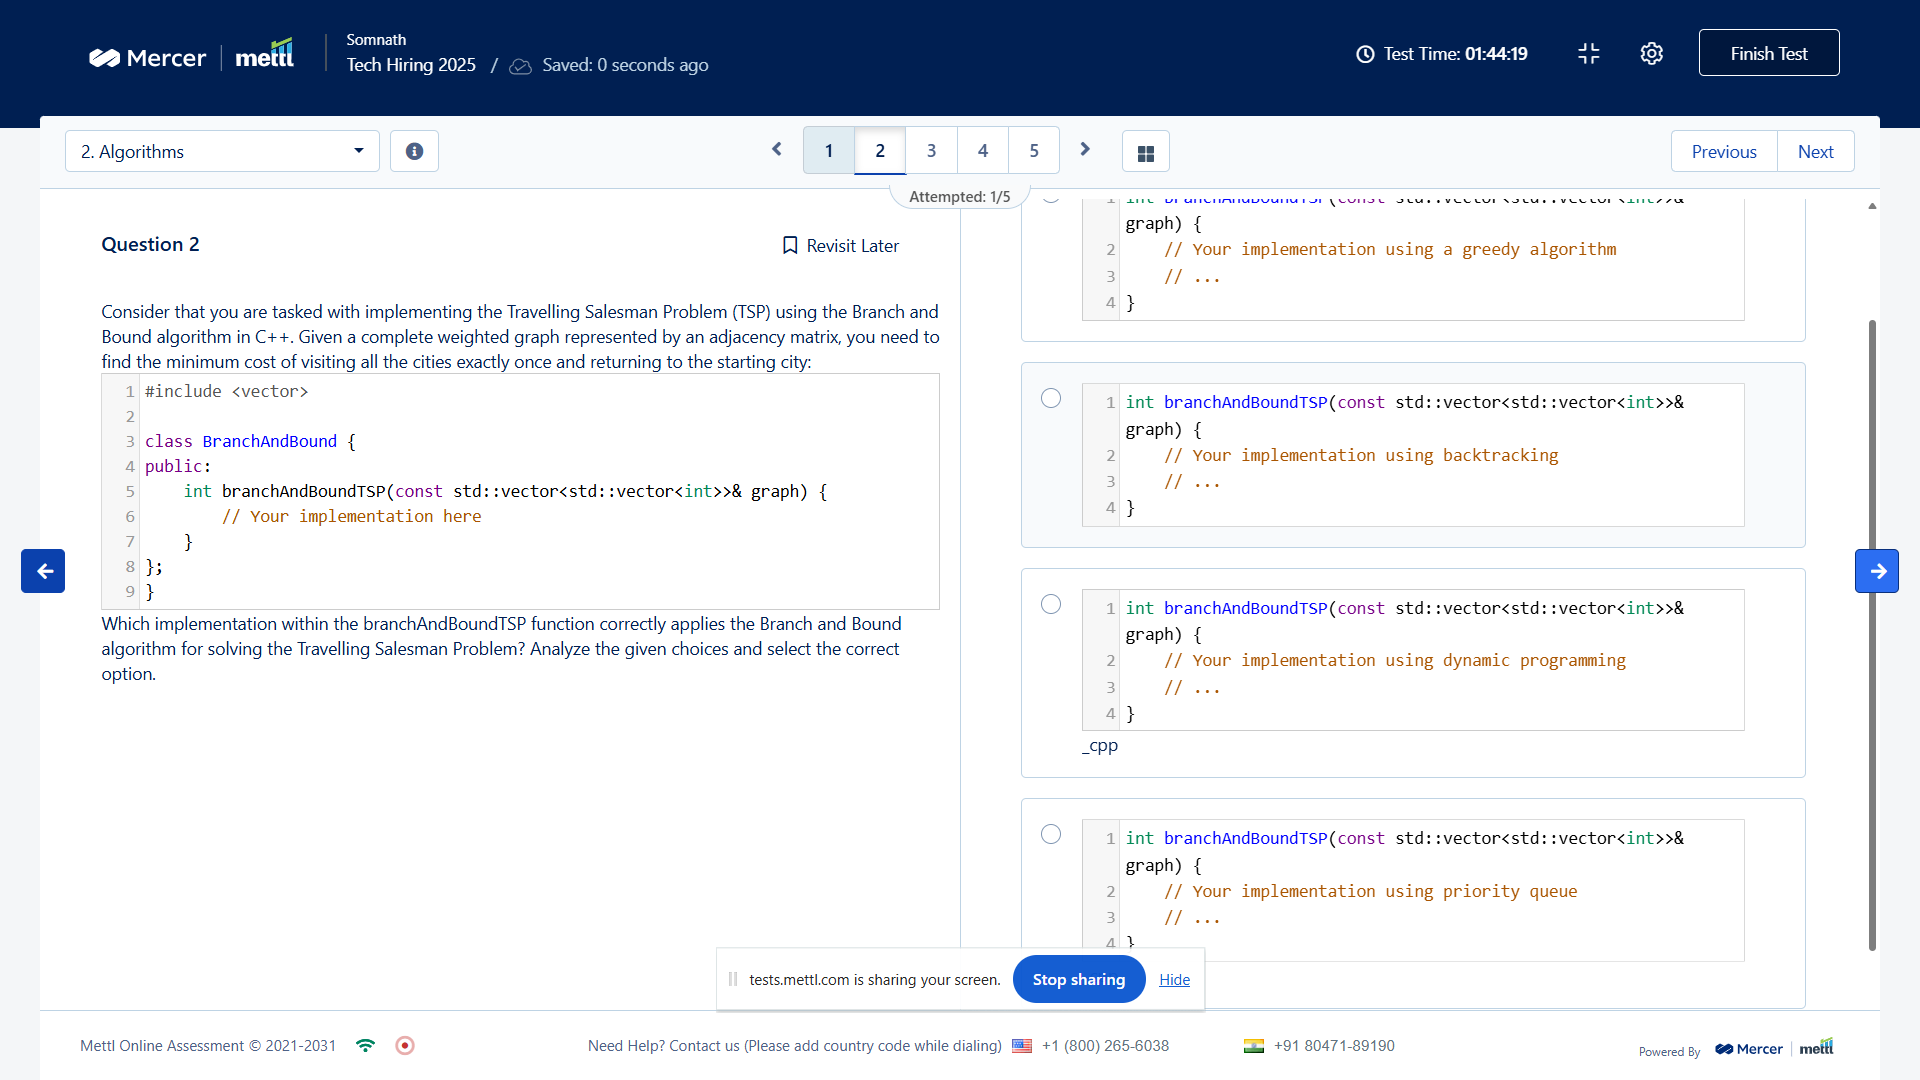 Mercer | mettl
Somnath
Tech Hiring 2025 / Saved: 0 seconds ago
Test Time: 01:44:19
Finish Test
2. Algorithms
1 2 3 4 5
Attempted: 1/5
Previous
Next
Question 2
Revisit Later
Consider that you are tasked with implementing the Travelling Salesman Problem (TSP) using the Branch and
Bound algorithm in C++. Given a complete weighted graph represented by an adjacency matrix, you need to
find the minimum cost of visiting all the cities exactly once and returning to the starting city:
1 #include <vector>
2
3 class BranchAndBound {
4 public:
5     int branchAndBoundTSP(const std::vector<std::vector<int>>& graph) {
6         // Your implementation here
7     }
8 };
9 }
Which implementation within the branchAndBoundTSP function correctly applies the Branch and Bound
algorithm for solving the Travelling Salesman Problem? Analyze the given choices and select the correct
option.
1 int branchAndBoundTSP(const std::vector<std::vector<int>>&
graph) {
2     // Your implementation using a greedy algorithm
3     // ...
4 }
1 int branchAndBoundTSP(const std::vector<std::vector<int>>&
graph) {
2     // Your implementation using backtracking
3     // ...
4 }
1 int branchAndBoundTSP(const std::vector<std::vector<int>>&
graph) {
2     // Your implementation using dynamic programming
3     // ...
4 }
_cpp
1 int branchAndBoundTSP(const std::vector<std::vector<int>>&
graph) {
2     // Your implementation using priority queue
3     // ...
4 }
tests.mettl.com is sharing your screen.
Stop sharing
Hide
Mettl Online Assessment © 2021-2031
Need Help? Contact us (Please add country code while dialing)
+1 (800) 265-6038
+91 80471-89190
Powered By
Mercer | mettl